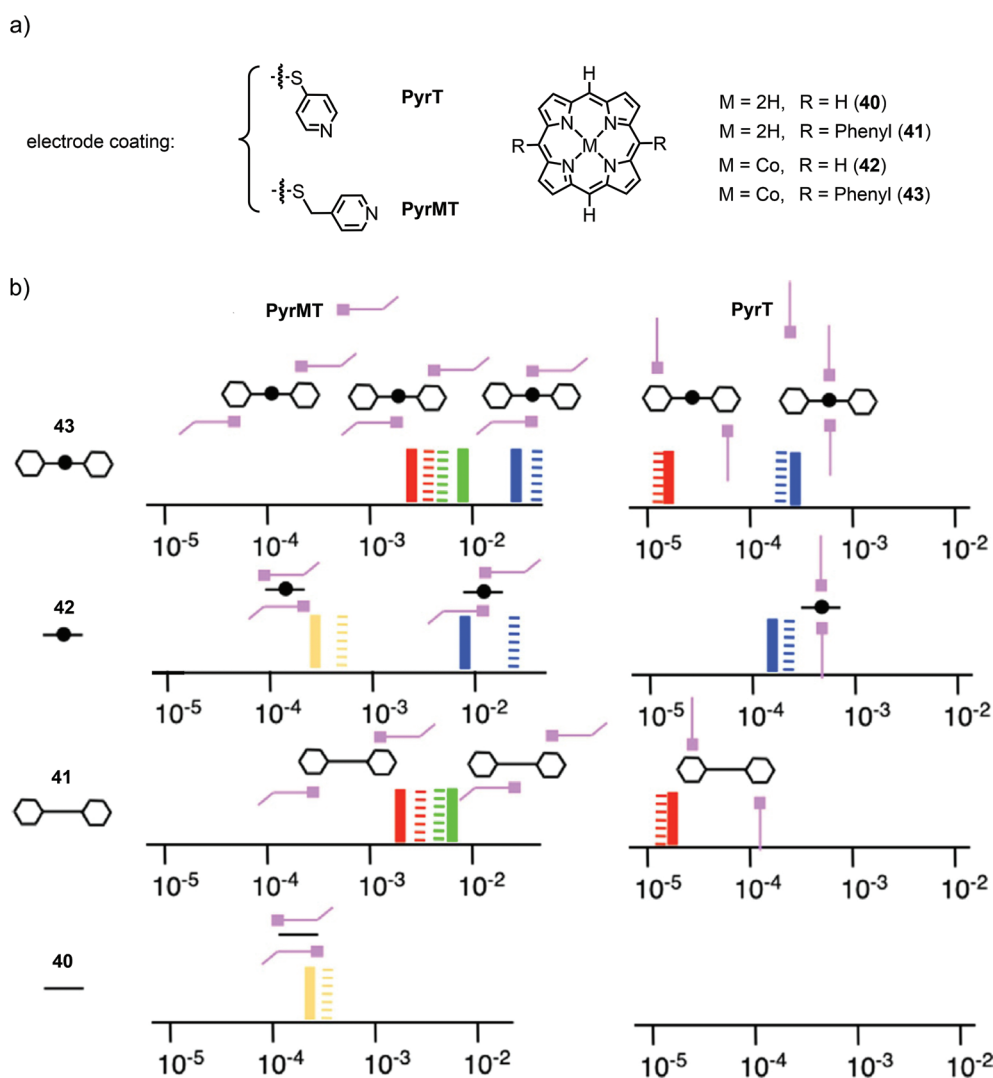 a)
electrode coating:
S
N
PyrT
S
N
PyrMT
H
N N
R M R
N N
H
M = 2H, R = H (40)
M = 2H, R = Phenyl (41)
M = Co, R = H (42)
M = Co, R = Phenyl (43)
b)
PyrMT PyrT
43
10⁻⁵ 10⁻⁴ 10⁻³ 10⁻² 10⁻⁵ 10⁻⁴ 10⁻³ 10⁻²
42
10⁻⁵ 10⁻⁴ 10⁻³ 10⁻² 10⁻⁵ 10⁻⁴ 10⁻³ 10⁻²
41
10⁻⁵ 10⁻⁴ 10⁻³ 10⁻² 10⁻⁵ 10⁻⁴ 10⁻³ 10⁻²
40
10⁻⁵ 10⁻⁴ 10⁻³ 10⁻² 10⁻⁵ 10⁻⁴ 10⁻³ 10⁻²